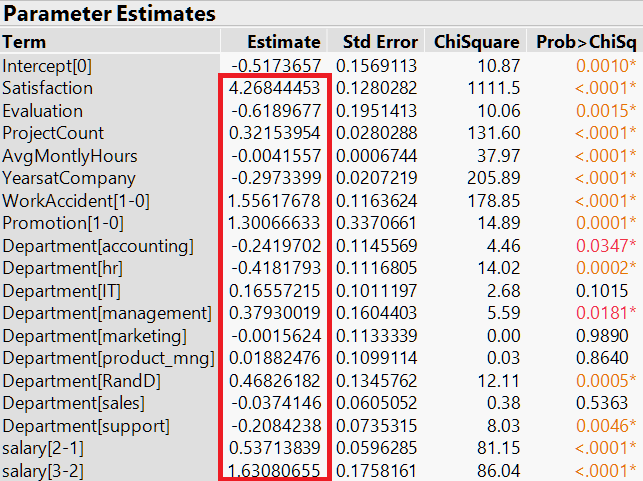 Parameter Estimates
Term Estimate Std Error ChiSquare Prob>ChiSq
Intercept[0] -0.5173657 0.1569113 10.87 0.0010*
Satisfaction 4.26844453 0.1280282 1111.5 <.0001*
Evaluation -0.6189677 0.1951413 10.06 0.0015*
ProjectCount 0.32153954 0.0280288 131.60 <.0001*
AvgMontlyHours -0.0041557 0.0006744 37.97 <.0001*
YearsatCompany -0.2973399 0.0207219 205.89 <.0001*
WorkAccident[1-0] 1.55617678 0.1163624 178.85 <.0001*
Promotion[1-0] 1.30066633 0.3370661 14.89 0.0001*
Department[accounting] -0.2419702 0.1145569 4.46 0.0347*
Department[hr] -0.4181793 0.1116805 14.02 0.0002*
Department[IT] 0.16557215 0.1011197 2.68 0.1015
Department[management] 0.37930019 0.1604403 5.59 0.0181*
Department[marketing] -0.0015624 0.1133339 0.00 0.9890
Department[product_mng] 0.01882476 0.1099114 0.03 0.8640
Department[RandD] 0.46826182 0.1345762 12.11 0.0005*
Department[sales] -0.0374146 0.0605052 0.38 0.5363
Department[support] -0.2084238 0.0735315 8.03 0.0046*
salary[2-1] 0.53713839 0.0596285 81.15 <.0001*
salary[3-2] 1.63080655 0.1758161 86.04 <.0001*